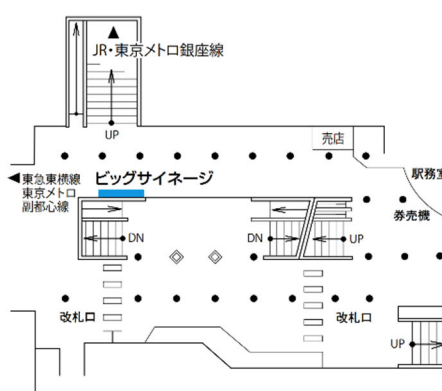 JR・東京メトロ銀座線
UP
売店
東急東横線
東京メトロ
副都心線
ビッグサイネージ
駅務室
券売機
DN
DN
UP
改札口
改札口
UP